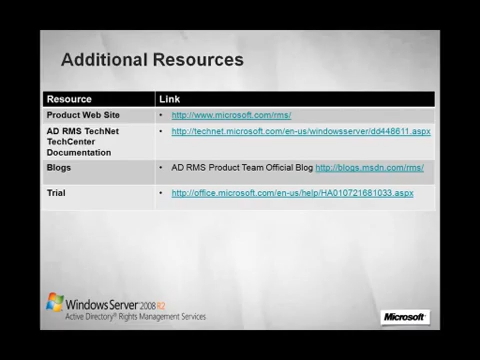 Additional Resources
Resource Link
Product Web Site • http://www.microsoft.com/rms/
AD RMS TechNet • http://technet.microsoft.com/en-us/windowsserver/dd448611.aspx
TechCenter
Documentation
Blogs • AD RMS Product Team Official Blog http://blogs.msdn.com/rms/
Trial • http://office.microsoft.com/en-us/help/HA010721681033.aspx
Windows Server 2008 R2
Active Directory® Rights Management Services
Microsoft®